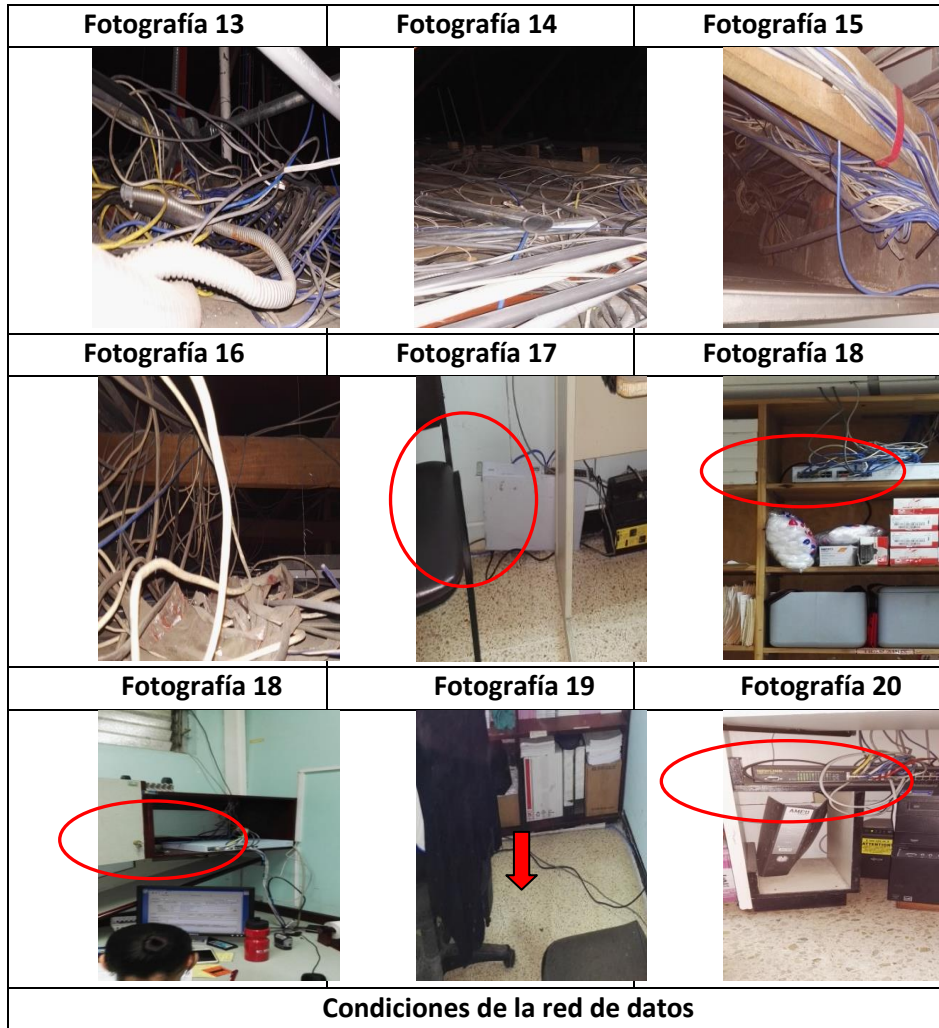 Fotografía 13 Fotografía 14 Fotografía 15
Fotografía 16 Fotografía 17 Fotografía 18
Fotografía 18 Fotografía 19 Fotografía 20
ATTENTION
Condiciones de la red de datos